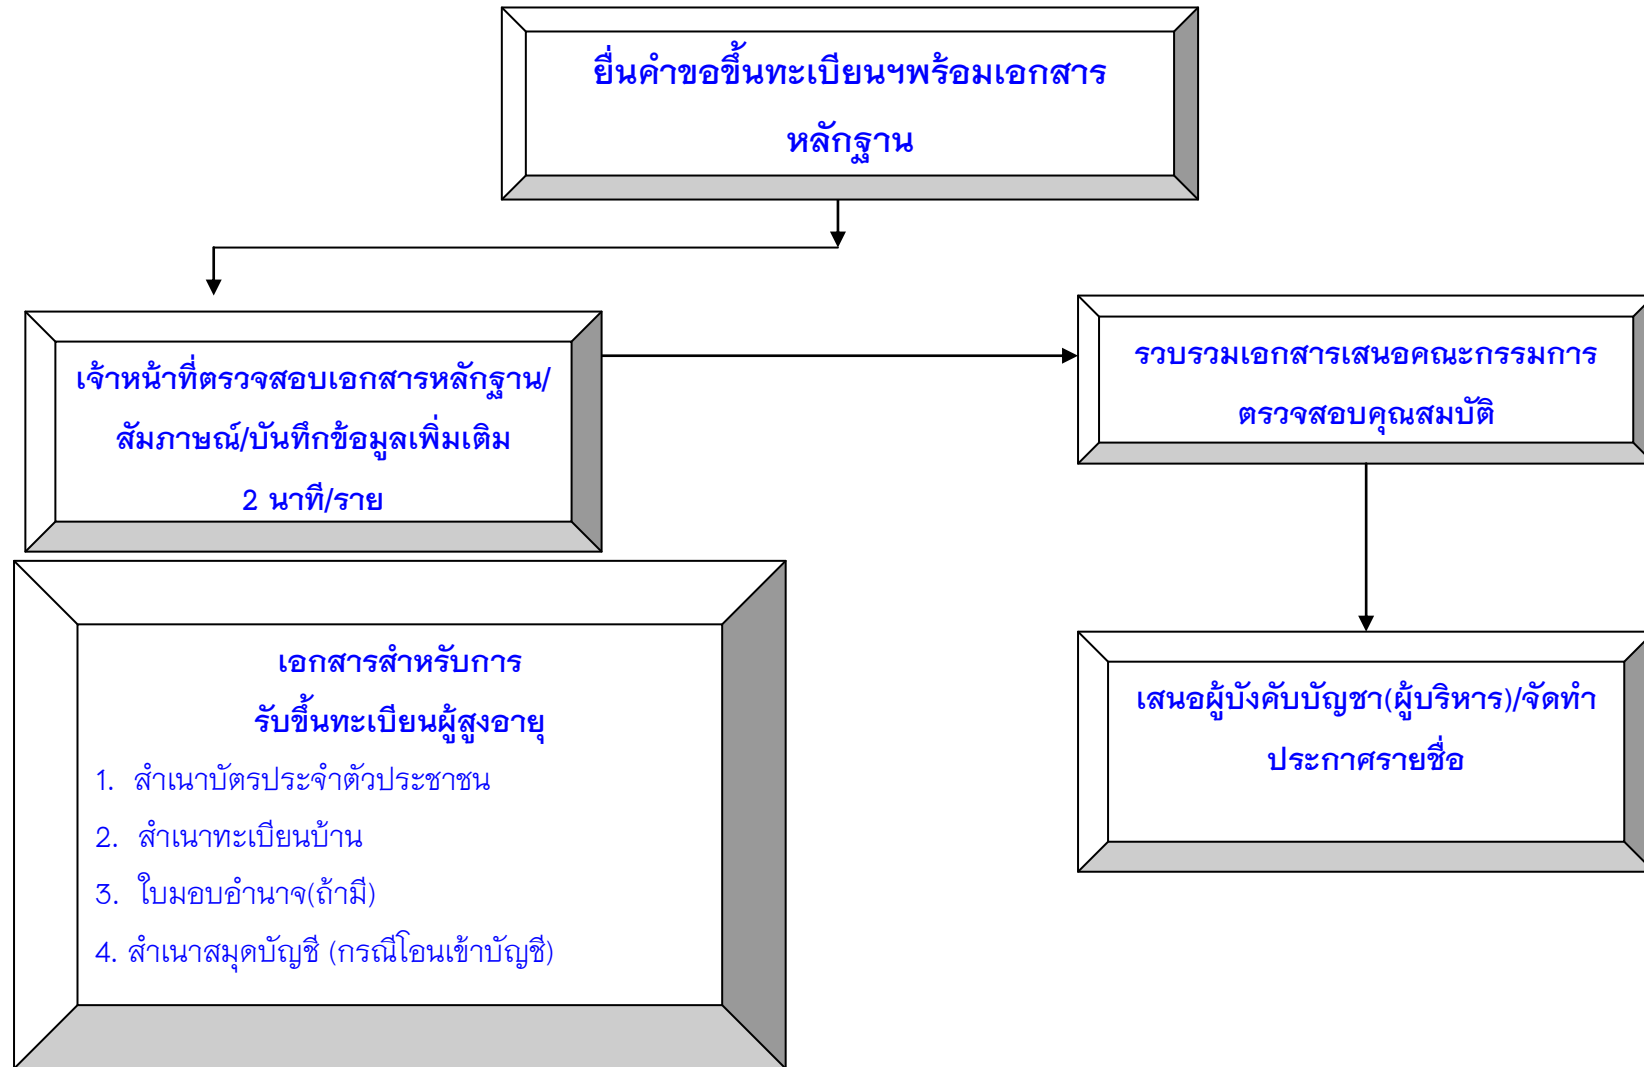 ยื่นคำขอขึ้นทะเบียนฯพร้อมเอกสาร
หลักฐาน
เจ้าหน้าที่ตรวจสอบเอกสารหลักฐาน/
สัมภาษณ์/บันทึกข้อมูลเพิ่มเติม
2 นาที/ราย
รวบรวมเอกสารเสนอคณะกรรมการ
ตรวจสอบคุณสมบัติ
เอกสารสำหรับการ
รับขึ้นทะเบียนผู้สูงอายุ
1. สำเนาบัตรประจำตัวประชาชน
2. สำเนาทะเบียนบ้าน
3. ใบมอบอำนาจ(ถ้ามี)
4. สำเนาสมุดบัญชี (กรณีโอนเข้าบัญชี)
เสนอผู้บังคับบัญชา(ผู้บริหาร)/จัดทำ
ประกาศรายชื่อ